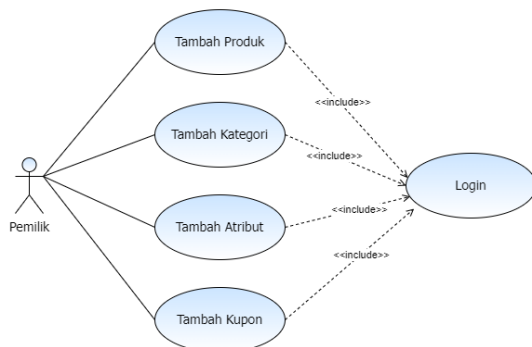 Tambah Produk
<<include>>
Tambah Kategori
<<include>>
Login
Pemilik
Tambah Atribut
<<include>>
<<include>>
Tambah Kupon